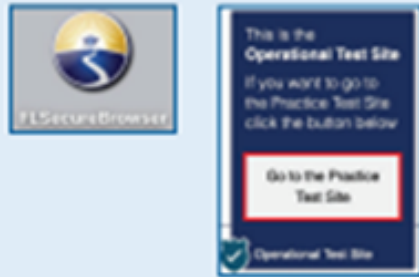 FLSecureBrowser
This is the
Operational Test Site
If you want to go to
the Practice Test Site
click the button below
Go to the Practice
Test Site
Operational Test Site